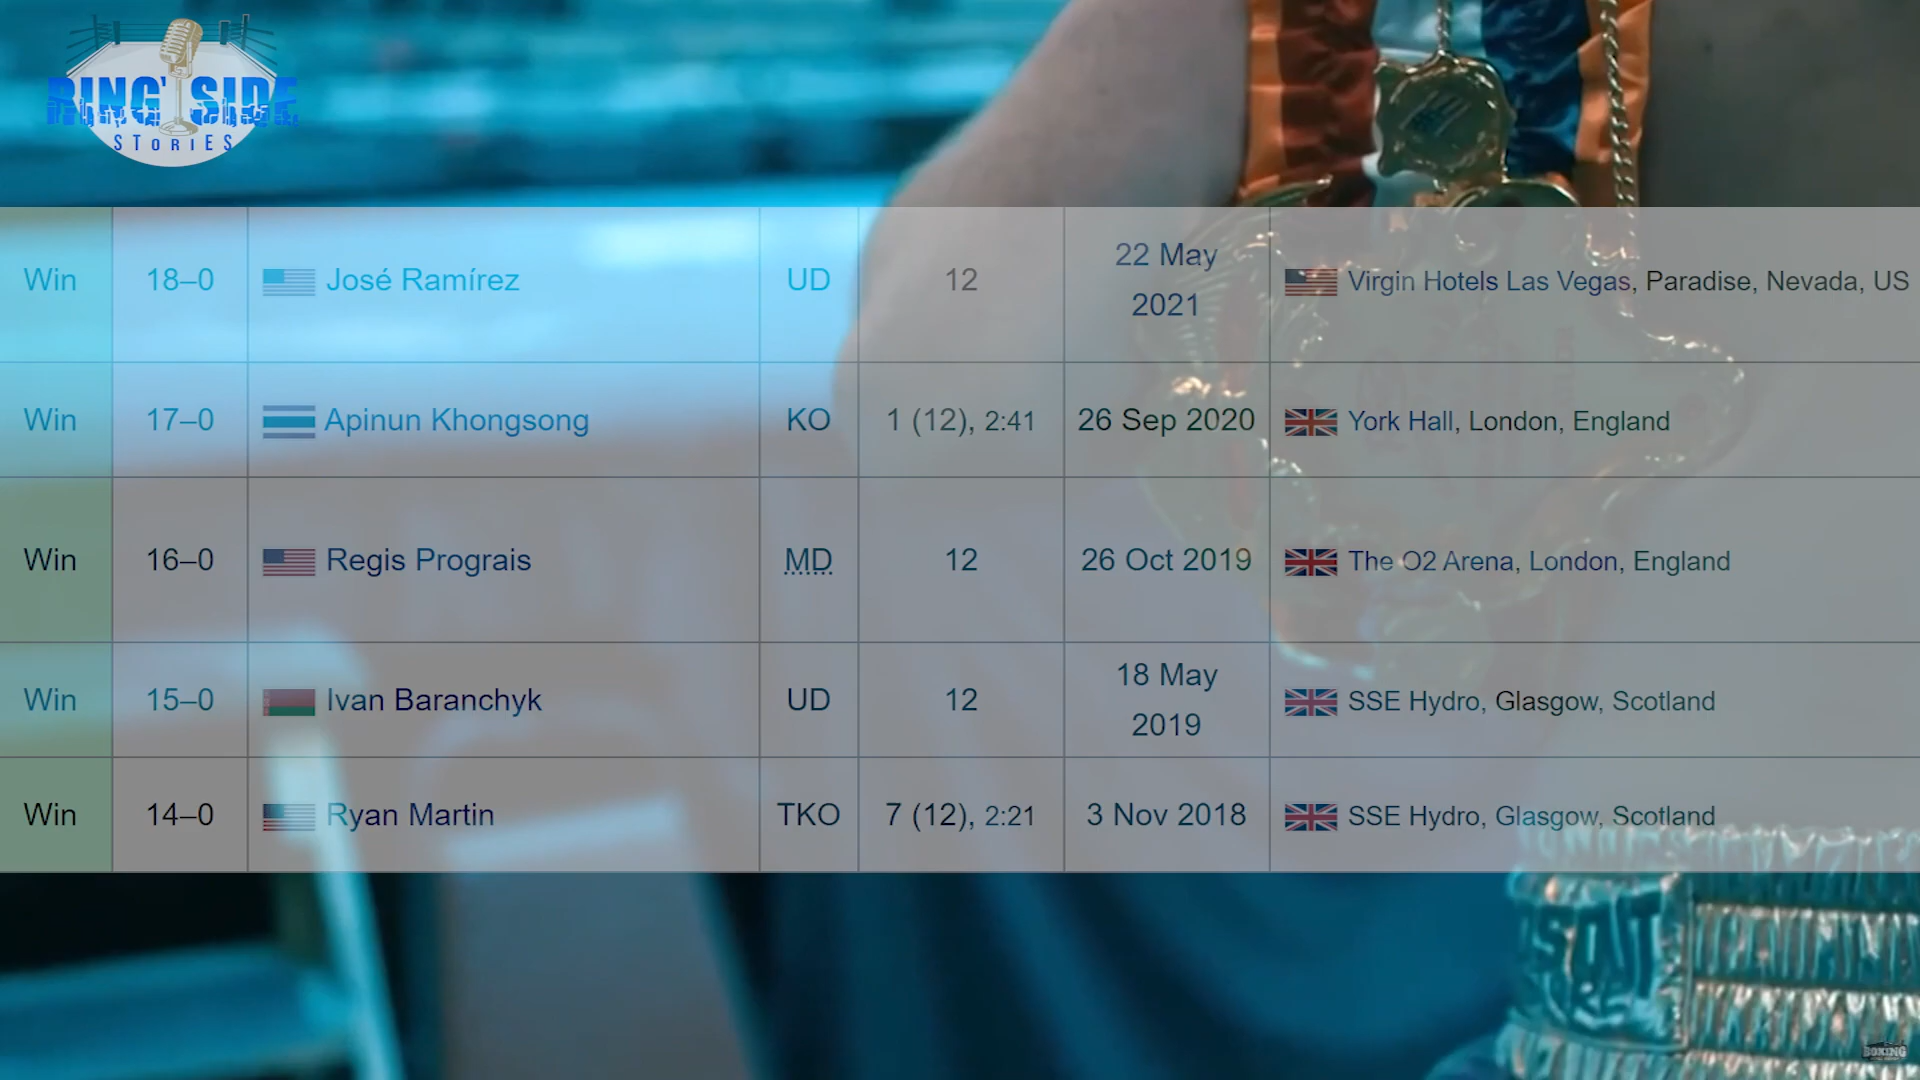 RING SIDE
STORIES
Win 18–0 José Ramírez UD 12 22 May 2021 Virgin Hotels Las Vegas, Paradise, Nevada, US
Win 17–0 Apinun Khongsong KO 1 (12), 2:41 26 Sep 2020 York Hall, London, England
Win 16–0 Regis Prograis MD 12 26 Oct 2019 The O2 Arena, London, England
Win 15–0 Ivan Baranchyk UD 12 18 May 2019 SSE Hydro, Glasgow, Scotland
Win 14–0 Ryan Martin TKO 7 (12), 2:21 3 Nov 2018 SSE Hydro, Glasgow, Scotland
BOXING